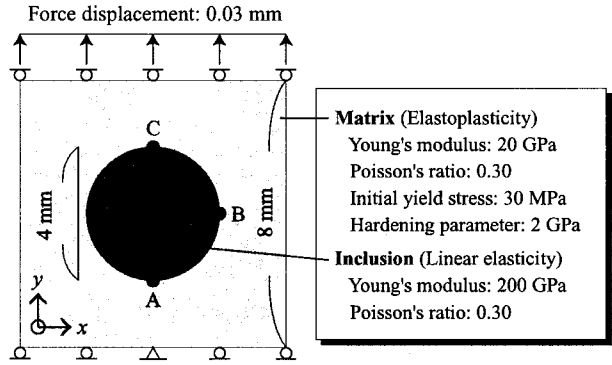 Force displacement: 0.03 mm
C
B
A
4 mm
8 mm
y
x
Matrix (Elastoplasticity)
Young's modulus: 20 GPa
Poisson's ratio: 0.30
Initial yield stress: 30 MPa
Hardening parameter: 2 GPa
Inclusion (Linear elasticity)
Young's modulus: 200 GPa
Poisson's ratio: 0.30